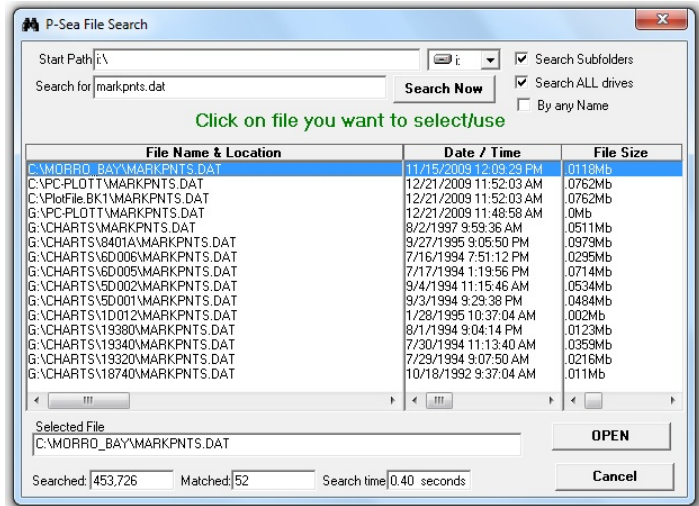 P-Sea File Search
Start Path i:\ i:
Search Subfolders
Search for markpnts.dat Search Now
Search ALL drives
By any Name
Click on file you want to select/use
File Name & Location Date / Time File Size
C:\MORRO_BAY\MARKPNTS.DAT 11/15/2009 12:09:29 PM .0118Mb
C:\PC-PLOTT\MARKPNTS.DAT 12/21/2009 11:52:03 AM .0762Mb
C:\PlotFile.BK1\MARKPNTS.DAT 12/21/2009 11:52:03 AM .0762Mb
G:\PC-PLOTT\MARKPNTS.DAT 12/21/2009 11:48:58 AM .0Mb
G:\CHARTS\MARKPNTS.DAT 8/2/1997 9:59:36 AM .0511Mb
G:\CHARTS\8401A\MARKPNTS.DAT 9/27/1995 9:05:50 PM .0979Mb
G:\CHARTS\6D006\MARKPNTS.DAT 7/16/1994 7:51:12 PM .0295Mb
G:\CHARTS\6D005\MARKPNTS.DAT 7/17/1994 1:19:56 PM .0714Mb
G:\CHARTS\5D002\MARKPNTS.DAT 9/4/1994 11:15:46 AM .0534Mb
G:\CHARTS\5D001\MARKPNTS.DAT 9/3/1994 9:29:38 PM .0484Mb
G:\CHARTS\1D012\MARKPNTS.DAT 1/28/1995 10:37:04 AM .002Mb
G:\CHARTS\19380\MARKPNTS.DAT 8/1/1994 9:04:14 PM .0123Mb
G:\CHARTS\19340\MARKPNTS.DAT 7/30/1994 11:13:40 AM .0359Mb
G:\CHARTS\19320\MARKPNTS.DAT 7/29/1994 9:07:50 AM .0216Mb
G:\CHARTS\18740\MARKPNTS.DAT 10/18/1992 9:37:04 AM .011Mb
Selected File
C:\MORRO_BAY\MARKPNTS.DAT
OPEN
Searched: 453,726 Matched: 52 Search time 0.40 seconds
Cancel